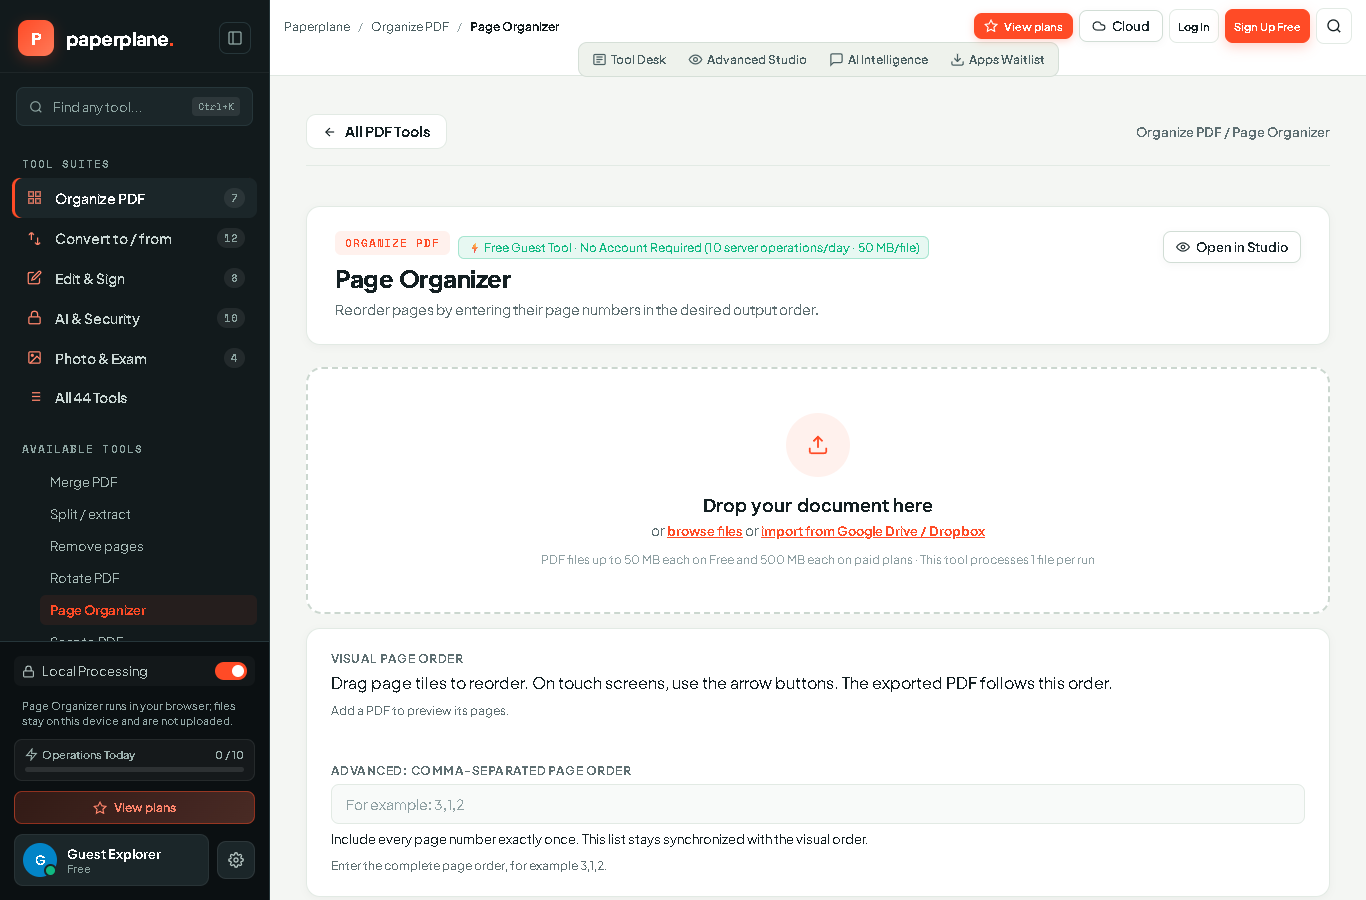 P paperplane.
Find any tool... Ctrl+K
TOOL SUITES
Organize PDF 7
Convert to / from 12
Edit & Sign 8
AI & Security 10
Photo & Exam 4
All 44 Tools
AVAILABLE TOOLS
Merge PDF
Split / extract
Remove pages
Rotate PDF
Page Organizer
Local Processing
Page Organizer runs in your browser; files
stay on this device and are not uploaded.
Operations Today 0 / 10
View plans
G Guest Explorer
Free
Paperplane / Organize PDF / Page Organizer
View plans Cloud Log In Sign Up Free
Tool Desk Advanced Studio AI Intelligence Apps Waitlist
All PDF Tools
Organize PDF / Page Organizer
ORGANIZE PDF Free Guest Tool · No Account Required (10 server operations/day · 50 MB/file)
Open in Studio
Page Organizer
Reorder pages by entering their page numbers in the desired output order.
Drop your document here
or browse files or import from Google Drive / Dropbox
PDF files up to 50 MB each on Free and 500 MB each on paid plans · This tool processes 1 file per run
VISUAL PAGE ORDER
Drag page tiles to reorder. On touch screens, use the arrow buttons. The exported PDF follows this order.
Add a PDF to preview its pages.
ADVANCED: COMMA-SEPARATED PAGE ORDER
For example: 3,1,2
Include every page number exactly once. This list stays synchronized with the visual order.
Enter the complete page order, for example 3,1,2.